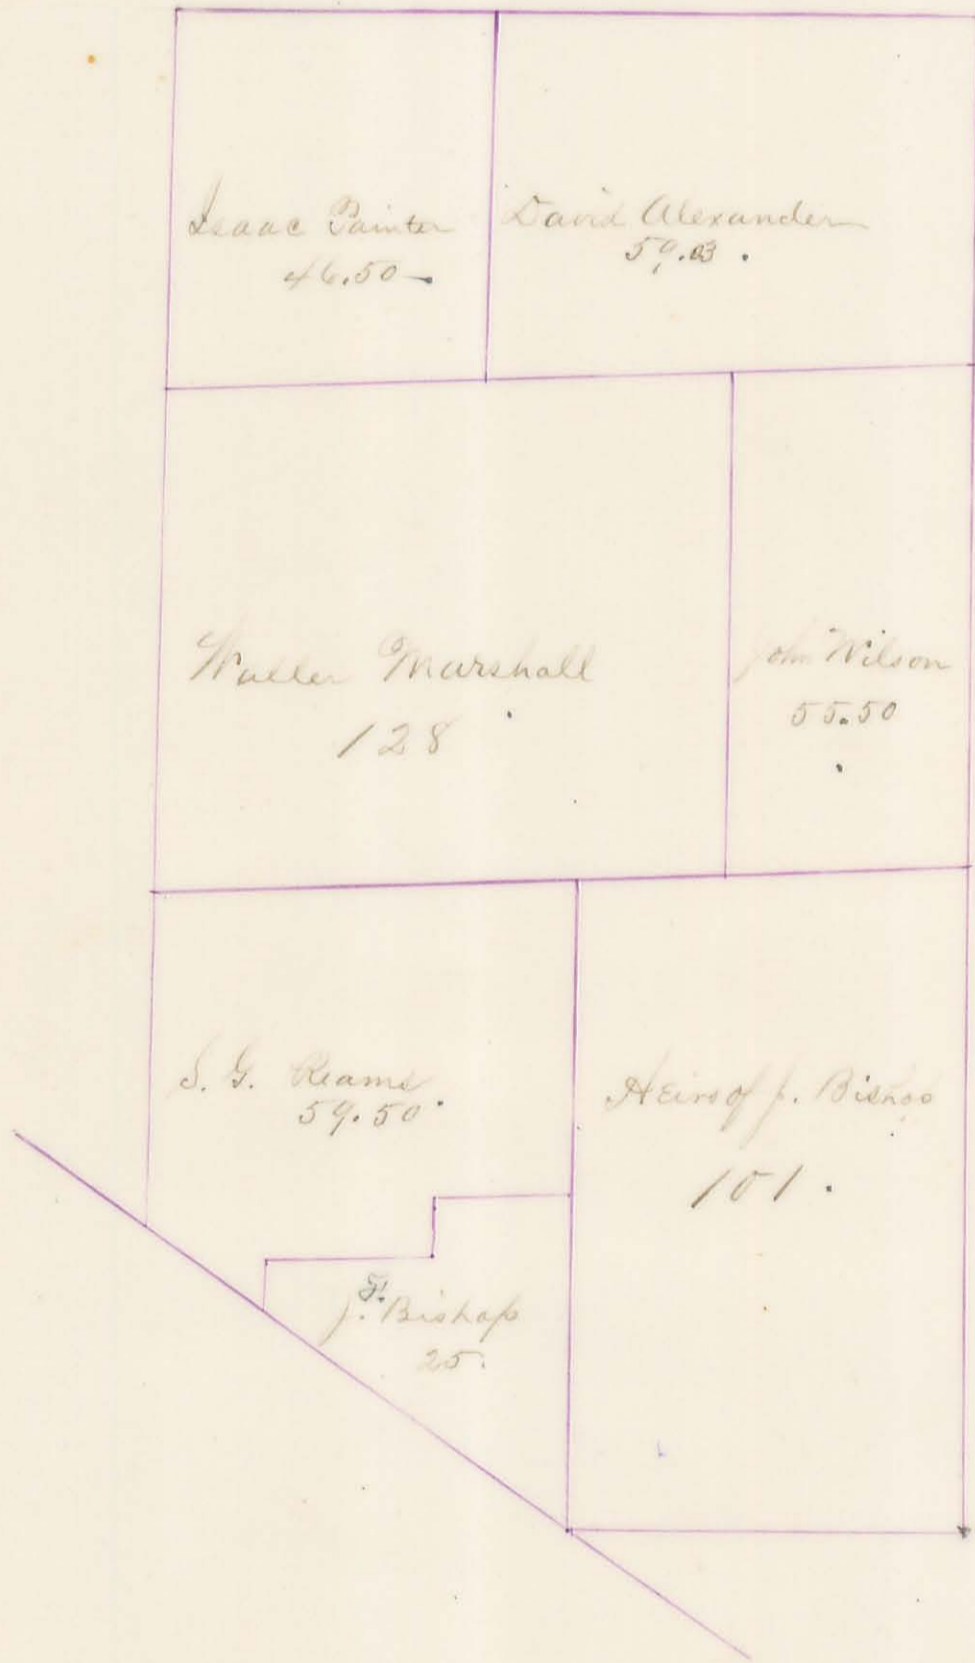 Isaac Painter
46.50
David Alexander
59.03
Waller Marshall
128
John Wilson
55.50
S. G. Reams
59.50
Heirs of J. Bishop
101
J. Bishop
25